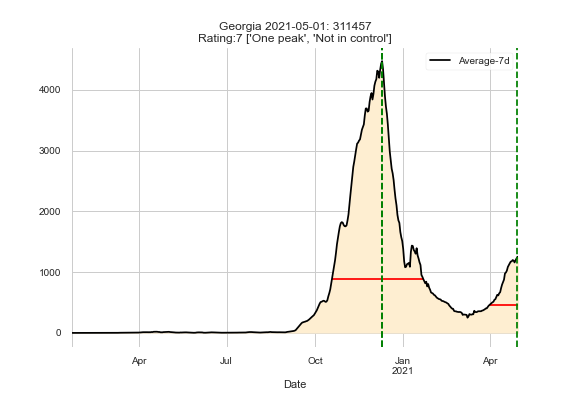 Georgia 2021-05-01: 311457
Rating:7 ['One peak', 'Not in control']
Average-7d
4000
3000
2000
1000
0
Apr
Jul
Oct
Jan
2021
Apr
Date